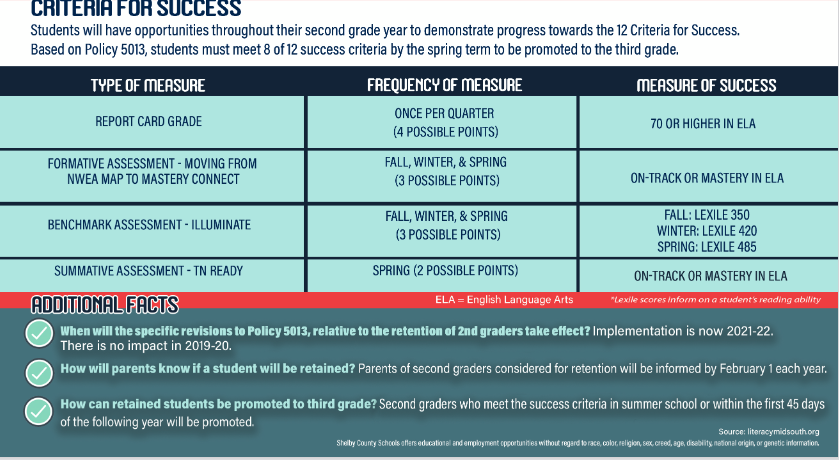 CRITERIA FOR SUCCESS
Students will have opportunities throughout their second grade year to demonstrate progress towards the 12 Criteria for Success.
Based on Policy 5013, students must meet 8 of 12 success criteria by the spring term to be promoted to the third grade.
TYPE OF MEASURE
FREQUENCY OF MEASURE
MEASURE OF SUCCESS
REPORT CARD GRADE
ONCE PER QUARTER
(4 POSSIBLE POINTS)
70 OR HIGHER IN ELA
FORMATIVE ASSESSMENT - MOVING FROM
NWEA MAP TO MASTERY CONNECT
FALL, WINTER, & SPRING
(3 POSSIBLE POINTS)
ON-TRACK OR MASTERY IN ELA
BENCHMARK ASSESSMENT - ILLUMINATE
FALL, WINTER, & SPRING
(3 POSSIBLE POINTS)
FALL: LEXILE 350
WINTER: LEXILE 420
SPRING: LEXILE 485
SUMMATIVE ASSESSMENT - TN READY
SPRING (2 POSSIBLE POINTS)
ON-TRACK OR MASTERY IN ELA
ADDITIONAL FACTS
ELA = English Language Arts
*Lexile scores inform on a student's reading ability
When will the specific revisions to Policy 5013, relative to the retention of 2nd graders take effect? Implementation is now 2021-22.
There is no impact in 2019-20.
How will parents know if a student will be retained? Parents of second graders considered for retention will be informed by February 1 each year.
How can retained students be promoted to third grade? Second graders who meet the success criteria in summer school or within the first 45 days
of the following year will be promoted.
Source: literacymidsouth.org
Shelby County Schools offers educational and employment opportunities without regard to race, color, religion, sex, creed, age, disability, national origin, or genetic information.